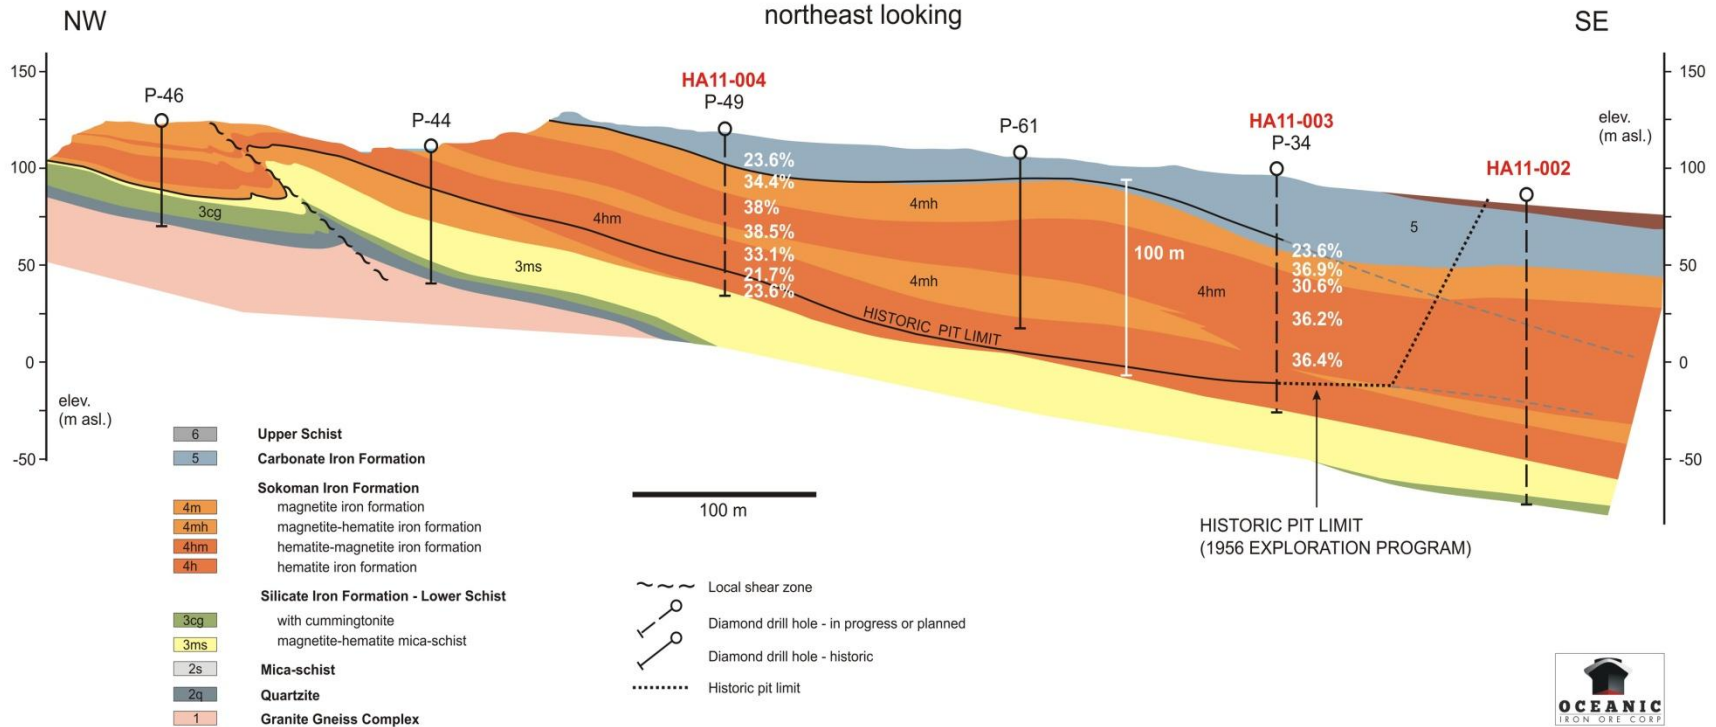 northeast looking
NW
SE
150
100
50
0
-50
elev.
(m asl.)
P-46
P-44
HA11-004
P-49
P-61
HA11-003
P-34
HA11-002
150
100
50
0
-50
elev.
(m asl.)
23.6%
34.4%
38%
38.5%
33.1%
21.7%
23.6%
3cg
3ms
4hm
4mh
4mh
HISTORIC PIT LIMIT
100 m
4hm
5
23.6%
36.9%
30.6%
36.2%
36.4%
HISTORIC PIT LIMIT
(1956 EXPLORATION PROGRAM)
6 Upper Schist
5 Carbonate Iron Formation
Sokoman Iron Formation
4m magnetite iron formation
4mh magnetite-hematite iron formation
4hm hematite-magnetite iron formation
4h hematite iron formation
Silicate Iron Formation - Lower Schist
3cg with cummingtonite
3ms magnetite-hematite mica-schist
2s Mica-schist
2q Quartzite
1 Granite Gneiss Complex
100 m
Local shear zone
Diamond drill hole - in progress or planned
Diamond drill hole - historic
Historic pit limit
OCEANIC
IRON ORE CORP